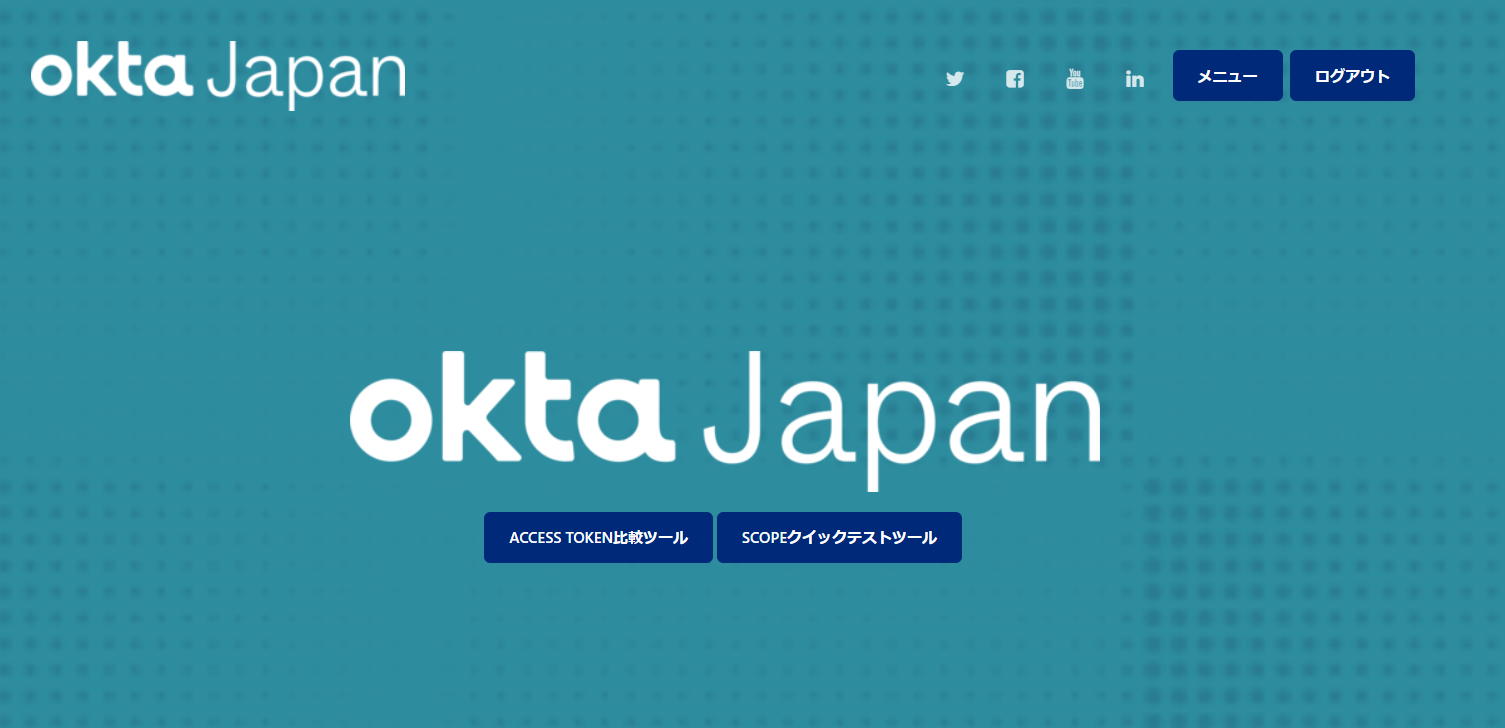 okta Japan
You Tube
メニュー
ログアウト
okta Japan
ACCESS TOKEN比較ツール
SCOPEクイックテストツール